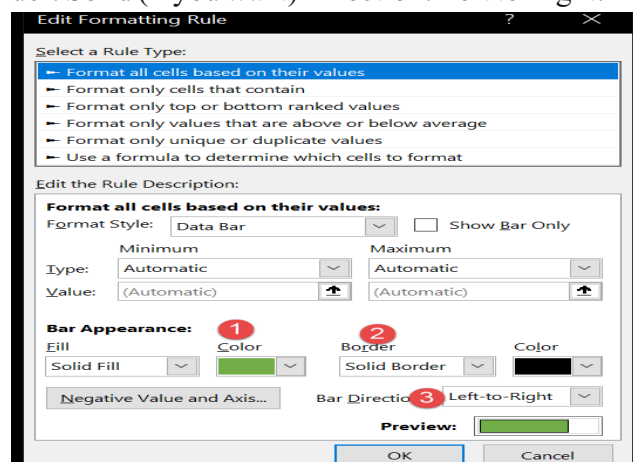 Edit Formatting Rule ? ×
Select a Rule Type:
► Format all cells based on their values
► Format only cells that contain
► Format only top or bottom ranked values
► Format only values that are above or below average
► Format only unique or duplicate values
► Use a formula to determine which cells to format
Edit the Rule Description:
Format all cells based on their values:
Format Style: Data Bar Show Bar Only
Minimum Maximum
Type: Automatic Automatic
Value: (Automatic) (Automatic)
Bar Appearance: 1 2
Fill Color Border Color
Solid Fill Solid Border
Negative Value and Axis... Bar Directio 3 Left-to-Right
Preview:
OK Cancel